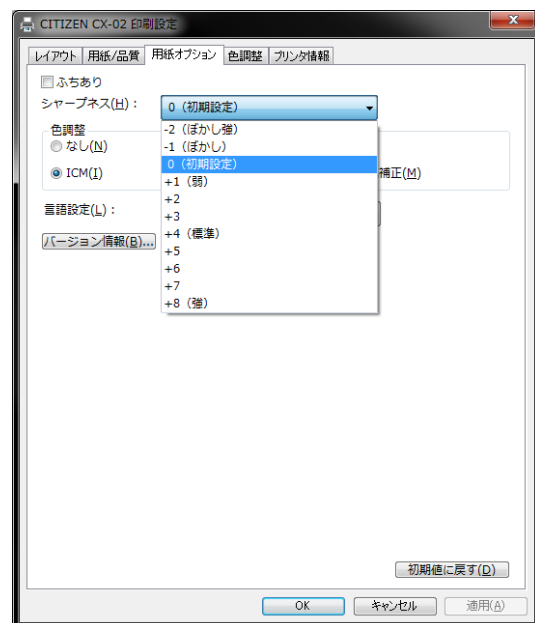 CITIZEN CX-02 印刷設定
レイアウト 用紙/品質 用紙オプション 色調整 プリンタ情報
ふちあり
シャープネス(H)： 0（初期設定）
-2（ぼかし強）
-1（ぼかし）
0（初期設定）
+1（弱）
+2
+3
+4（標準）
+5
+6
+7
+8（強）
色調整
なし(N)
ICM(I) 補正(M)
言語設定(L)：
バージョン情報(B)...
初期値に戻す(D)
OK キャンセル 適用(A)